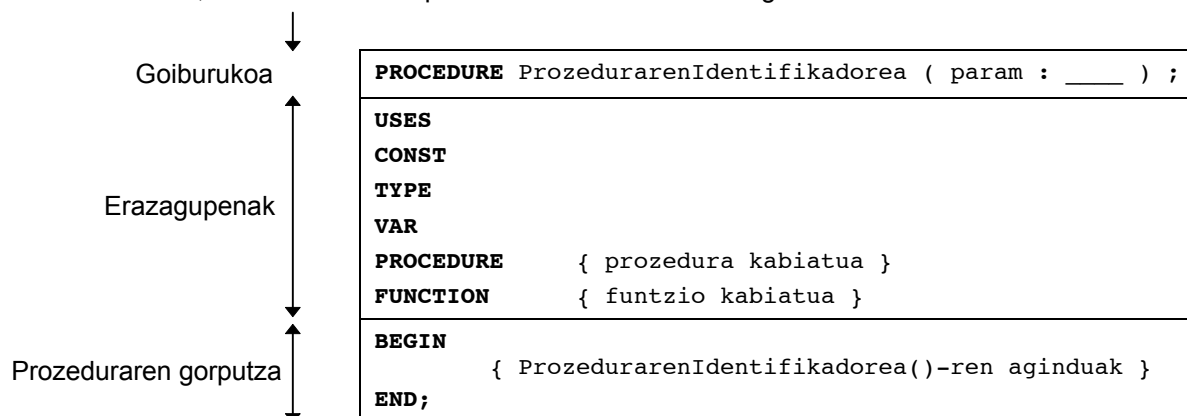 Goiburukoa PROCEDURE ProzedurarenIdentifikadorea ( param : ____ ) ;
USES
CONST
TYPE
Erazagupenak
VAR
PROCEDURE { prozedura kabiatua }
FUNCTION { funtzio kabiatua }
BEGIN
Prozeduraren gorputza { ProzedurarenIdentifikadorea()-ren aginduak }
END;